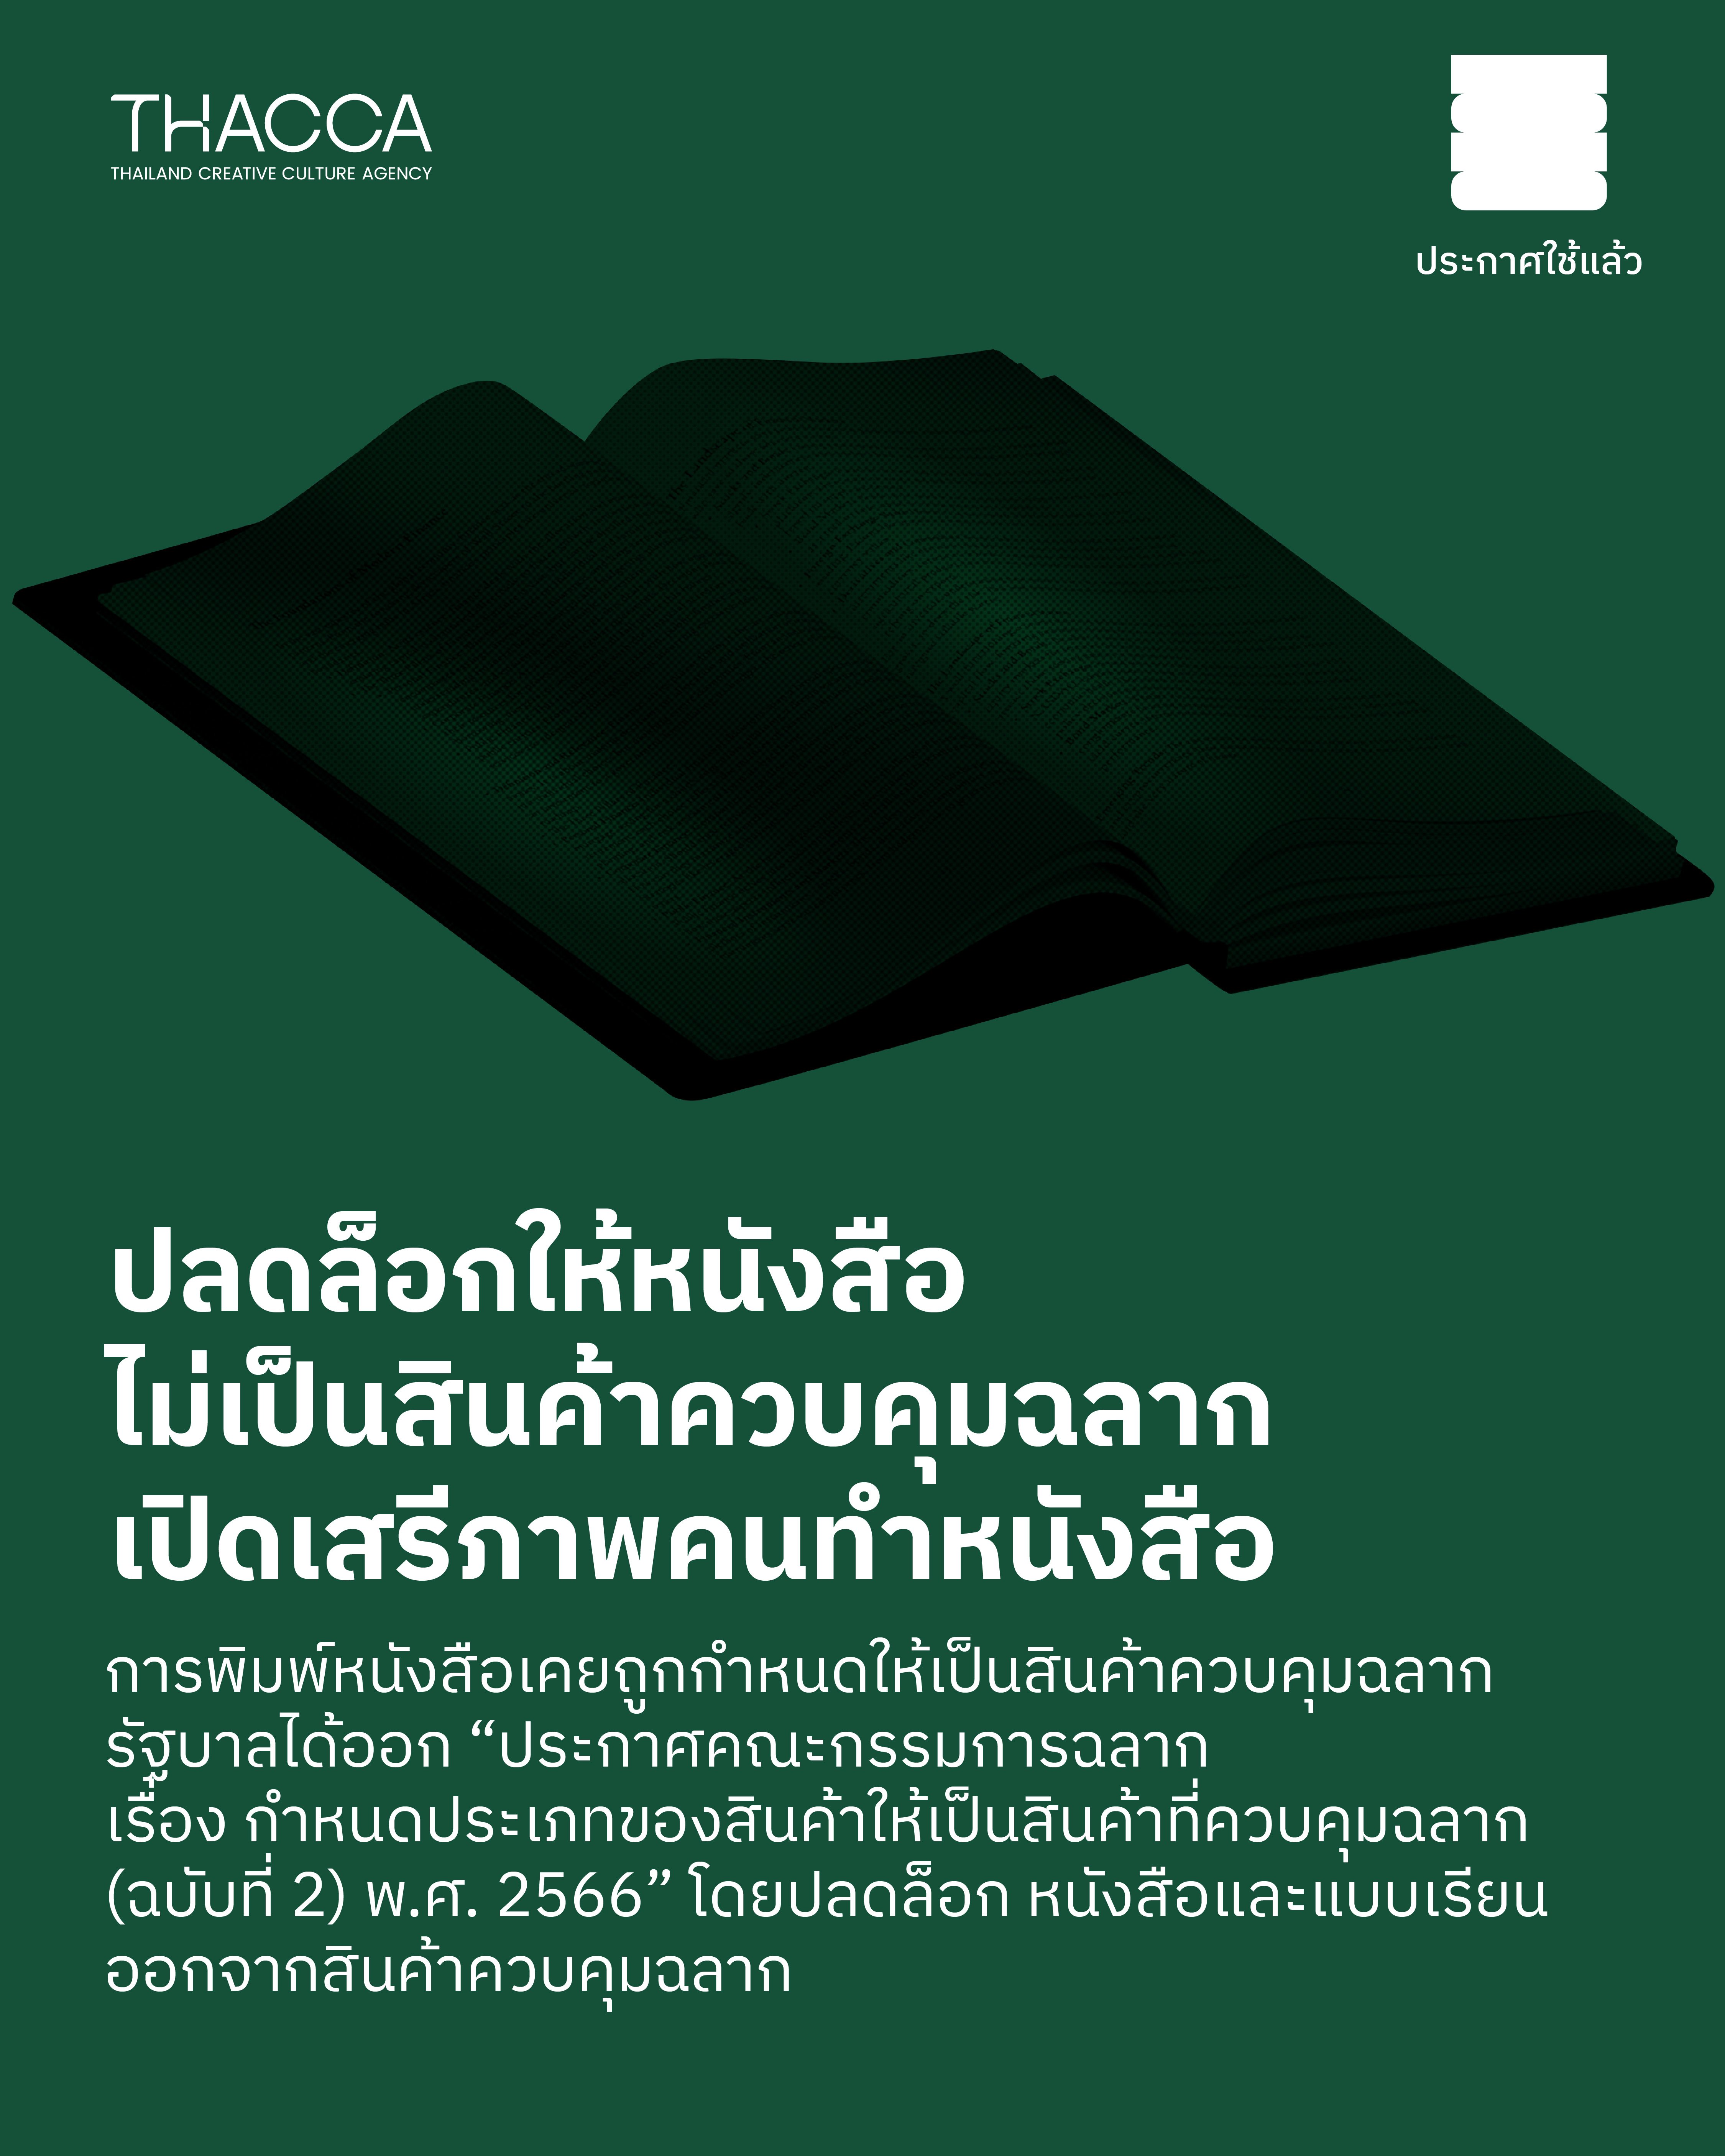 THACCA
THAILAND CREATIVE CULTURE AGENCY
ประกาศใช้แล้ว
ปลดล็อกให้หนังสือ
ไม่เป็นสินค้าควบคุมฉลาก
เปิดเสรีภาพคนทำหนังสือ
การพิมพ์หนังสือเคยถูกกำหนดให้เป็นสินค้าควบคุมฉลาก
รัฐบาลได้ออก “ประกาศคณะกรรมการฉลาก
เรื่อง กำหนดประเภทของสินค้าให้เป็นสินค้าที่ควบคุมฉลาก
(ฉบับที่ 2) พ.ศ. 2566” โดยปลดล็อก หนังสือและแบบเรียน
ออกจากสินค้าควบคุมฉลาก